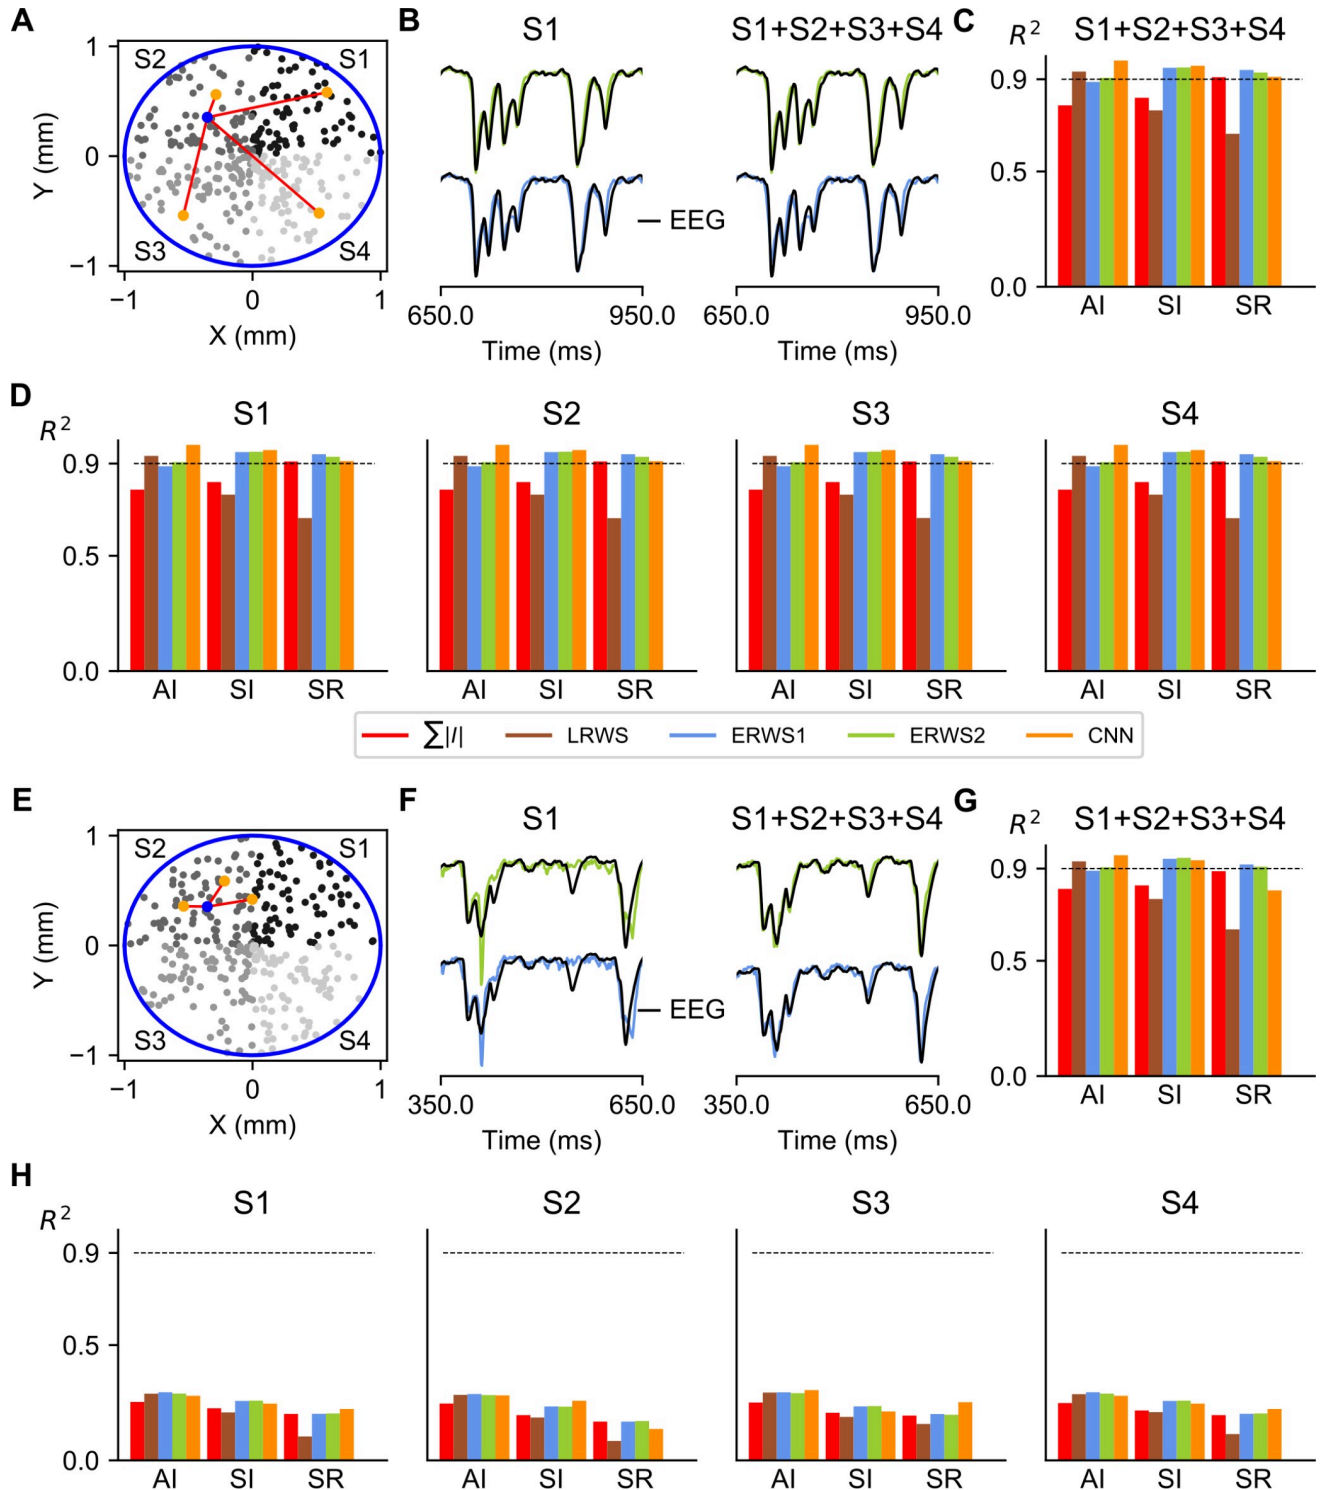 A
S2
S1
S3
S4
1
0
−1
−1
0
1
Y (mm)
X (mm)
B
S1
S1+S2+S3+S4
EEG
650.0
950.0
650.0
950.0
Time (ms)
Time (ms)
C
R²
S1+S2+S3+S4
0.9
0.5
0.0
AI
SI
SR
D
R²
S1
S2
S3
S4
0.9
0.5
0.0
AI
SI
SR
AI
SI
SR
AI
SI
SR
AI
SI
SR
∑|I|
LRWS
ERWS1
ERWS2
CNN
E
S2
S1
S3
S4
1
0
−1
−1
0
1
Y (mm)
X (mm)
F
S1
S1+S2+S3+S4
EEG
350.0
650.0
350.0
650.0
Time (ms)
Time (ms)
G
R²
S1+S2+S3+S4
0.9
0.5
0.0
AI
SI
SR
H
R²
S1
S2
S3
S4
0.9
0.5
0.0
AI
SI
SR
AI
SI
SR
AI
SI
SR
AI
SI
SR